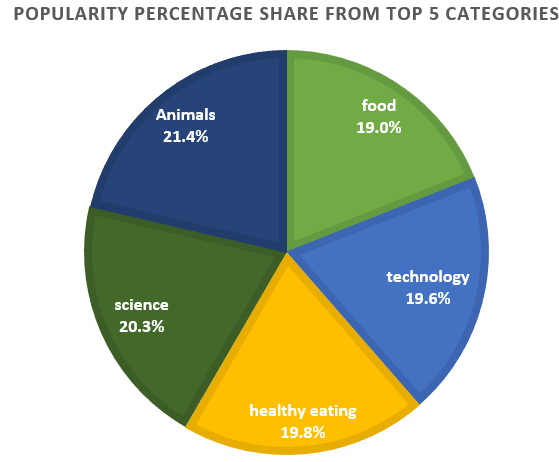 POPULARITY PERCENTAGE SHARE FROM TOP 5 CATEGORIES
Animals
21.4%
food
19.0%
technology
19.6%
science
20.3%
healthy eating
19.8%